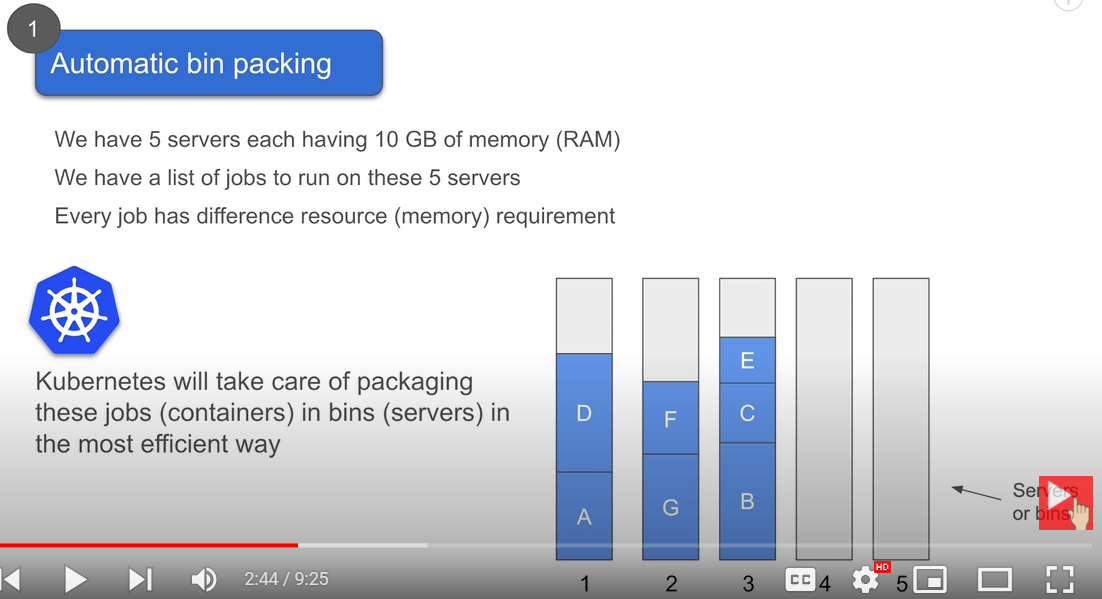 1
Automatic bin packing
We have 5 servers each having 10 GB of memory (RAM)
We have a list of jobs to run on these 5 servers
Every job has difference resource (memory) requirement
Kubernetes will take care of packaging
these jobs (containers) in bins (servers) in
the most efficient way
E
D
F
C
A
G
B
Servers
or bins
1 2 3 4 5
2:44 / 9:25
CC
HD